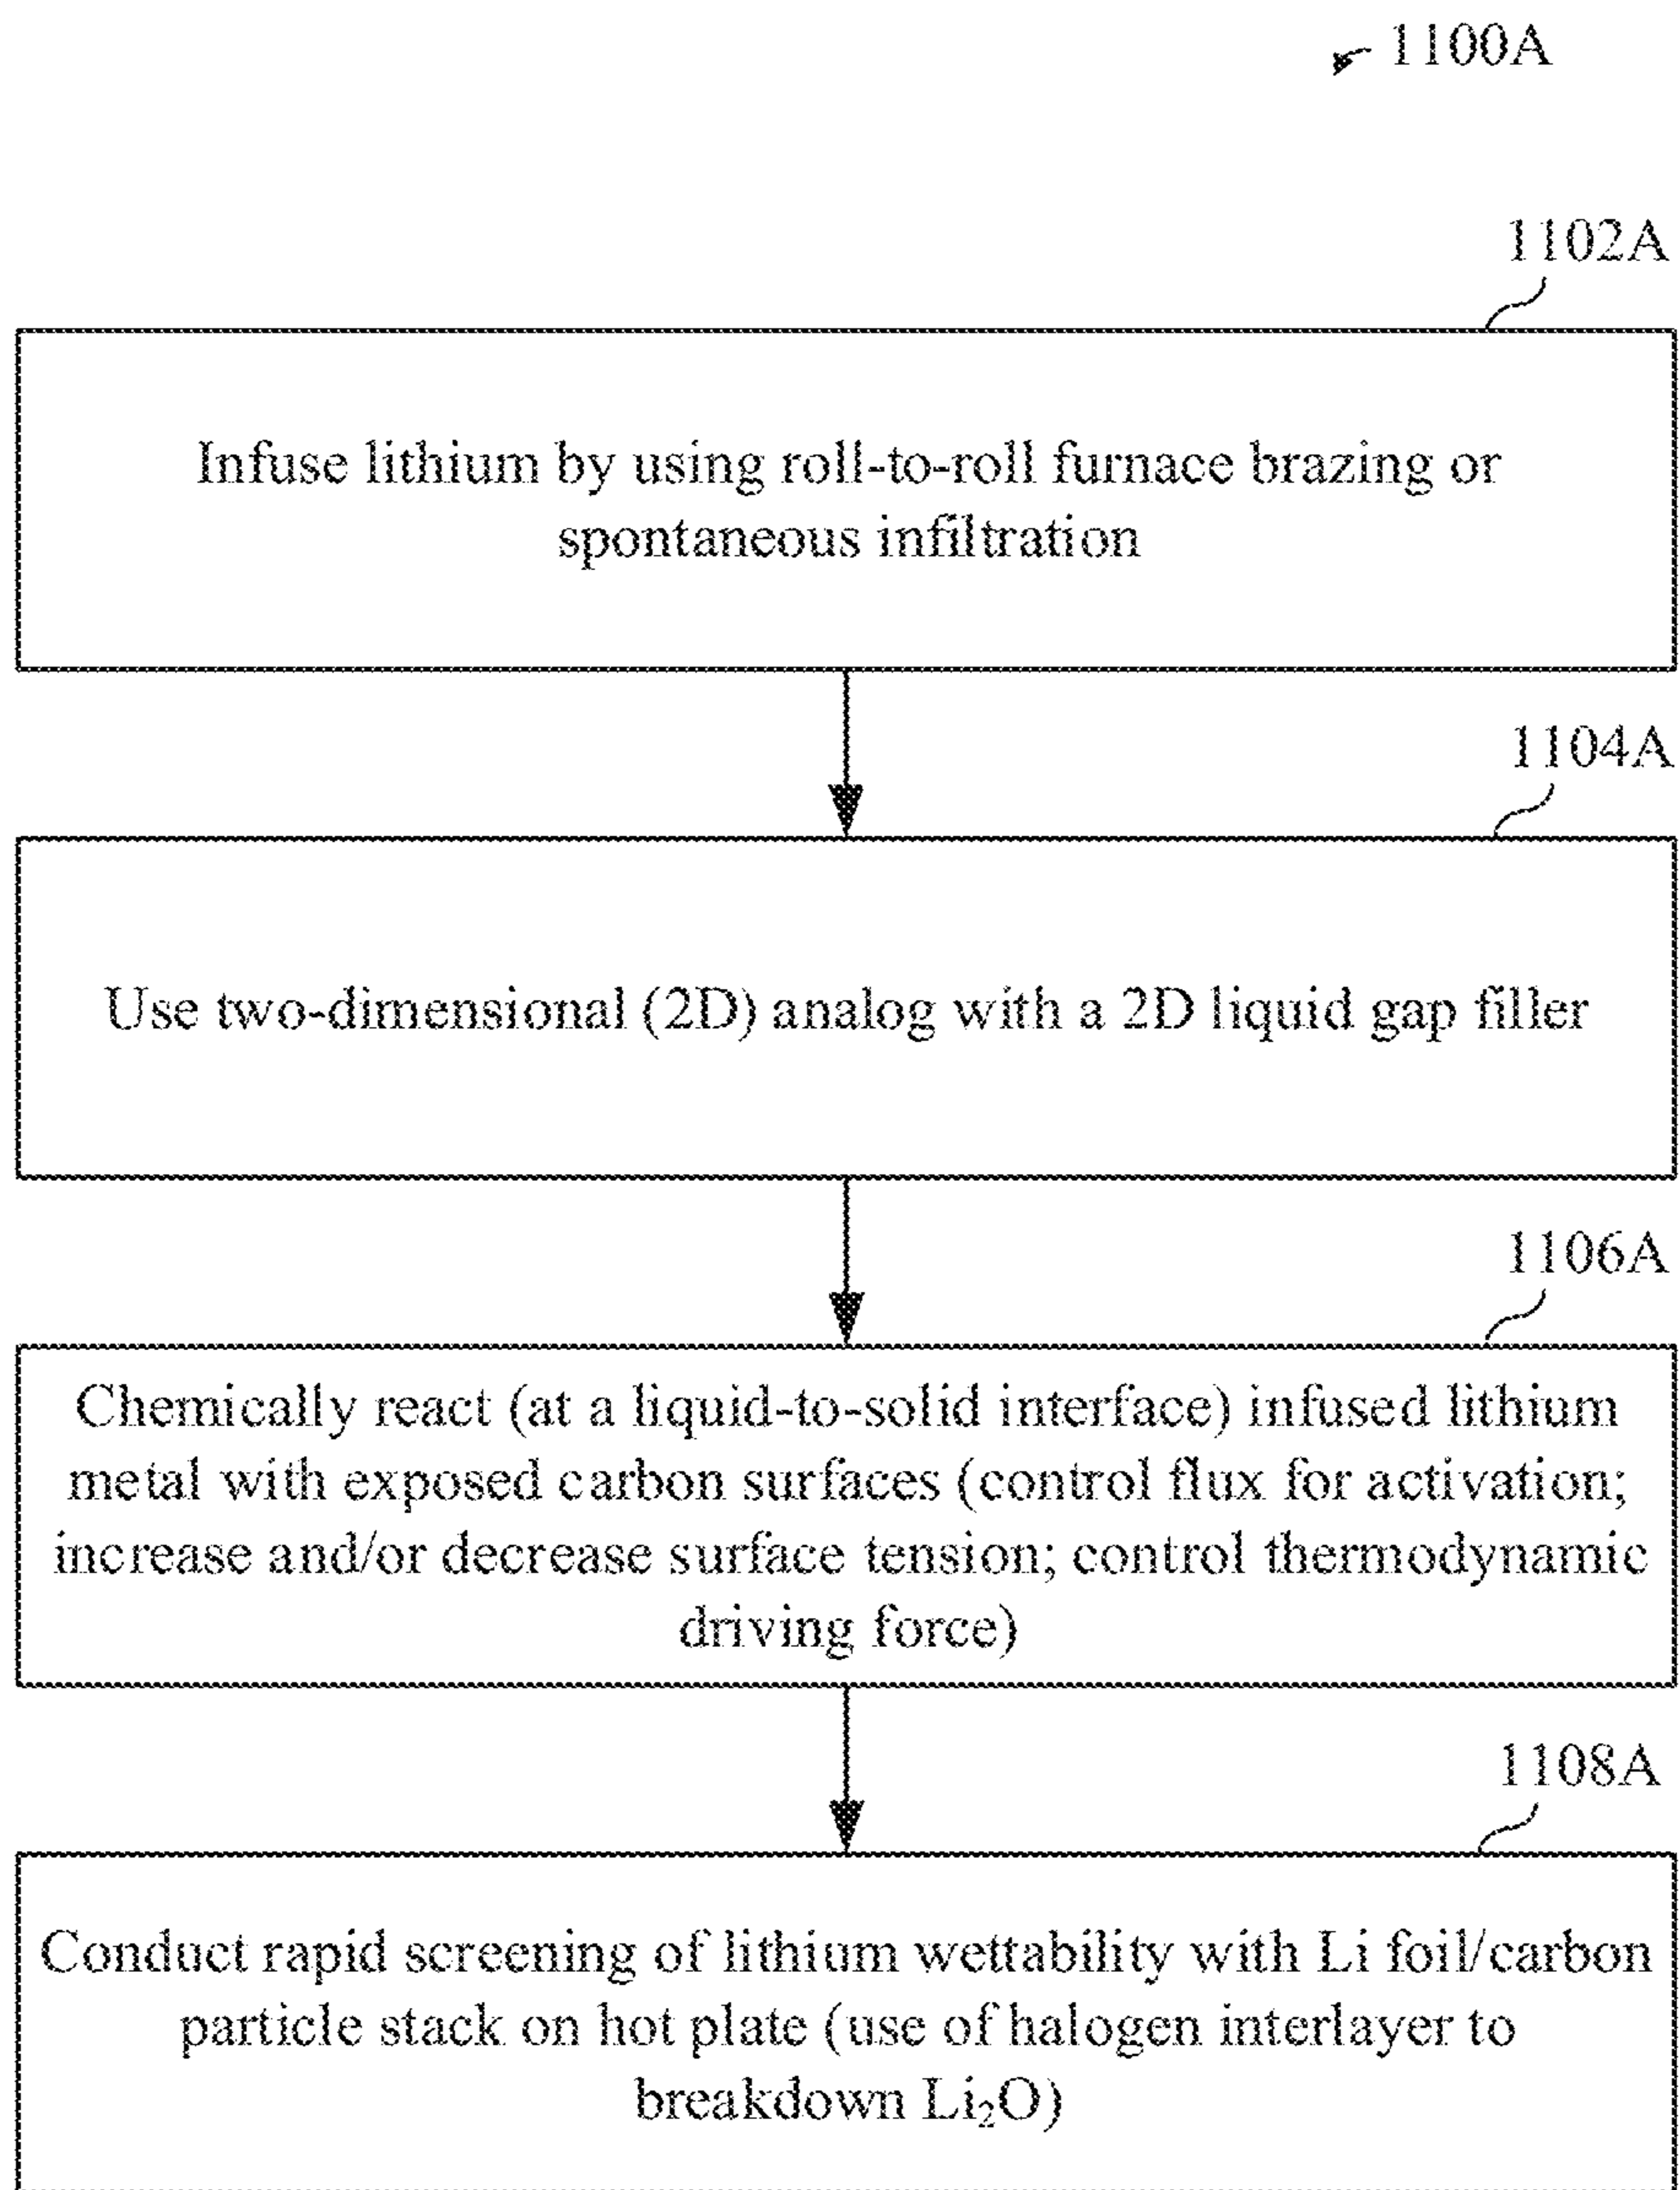 1100A
1102A
Infuse lithium by using roll-to-roll furnace brazing or
spontaneous infiltration
1104A
Use two-dimensional (2D) analog with a 2D liquid gap filler
1106A
Chemically react (at a liquid-to-solid interface) infused lithium
metal with exposed carbon surfaces (control flux for activation;
increase and/or decrease surface tension; control thermodynamic
driving force)
1108A
Conduct rapid screening of lithium wettability with Li foil/carbon
particle stack on hot plate (use of halogen interlayer to
breakdown Li₂O)